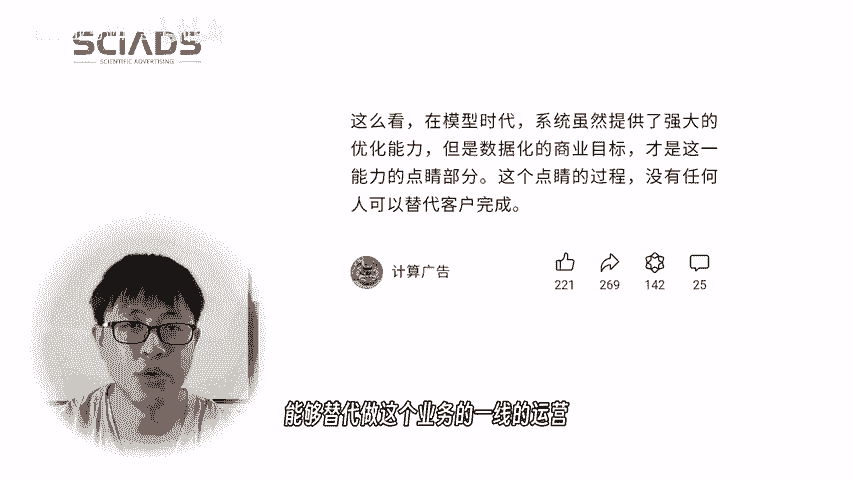 SCIADS
SCIENTIFIC ADVERTISING
这么看，在模型时代，系统虽然提供了强大的
优化能力，但是数据化的商业目标，才是这一
能力的点睛部分。这个点睛的过程，没有任何
人可以替代客户完成。
计算广告
221
269
142
25
能够替代做这个业务的一线的运营